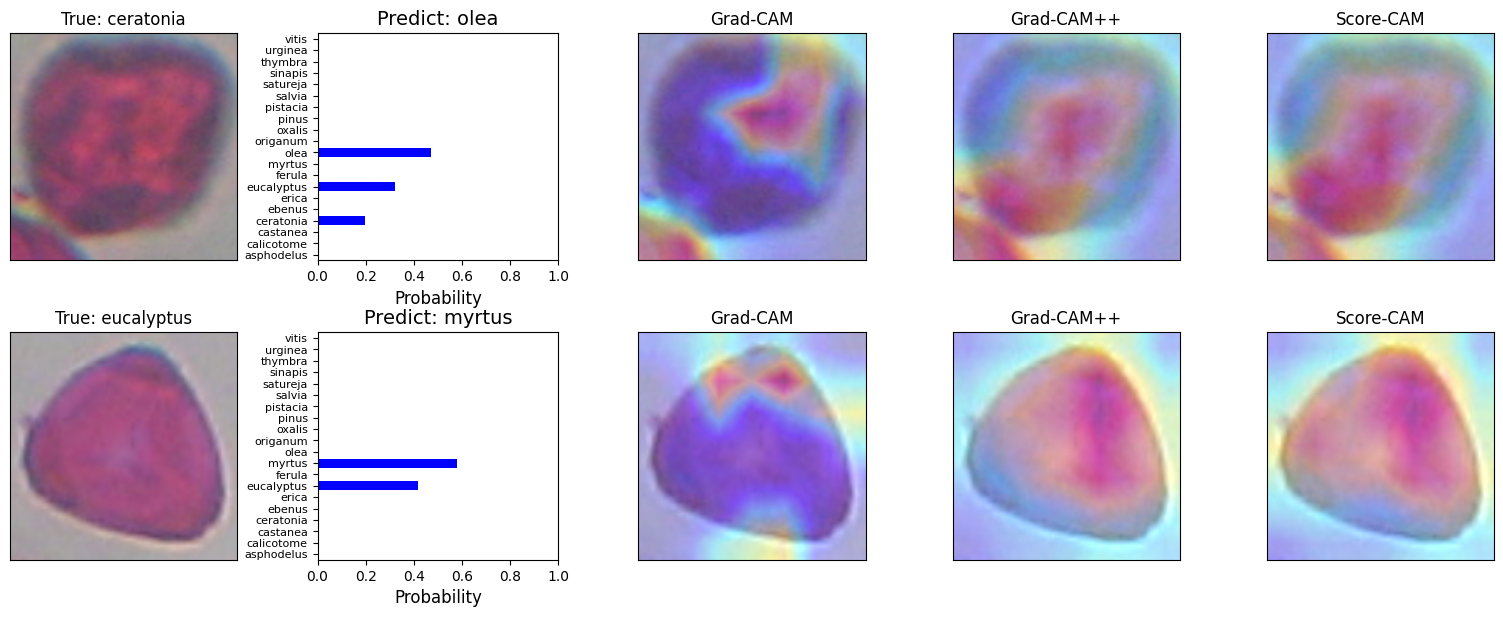 True: ceratonia
Predict: olea
Grad-CAM
Grad-CAM++
Score-CAM
vitis
urginea
thymbra
sinapis
satureja
salvia
pistacia
pinus
oxalis
origanum
olea
myrtus
ferula
eucalyptus
erica
ebenus
ceratonia
castanea
calicotome
asphodelus
0.0 0.2 0.4 0.6 0.8 1.0
Probability
True: eucalyptus
Predict: myrtus
Grad-CAM
Grad-CAM++
Score-CAM
vitis
urginea
thymbra
sinapis
satureja
salvia
pistacia
pinus
oxalis
origanum
olea
myrtus
ferula
eucalyptus
erica
ebenus
ceratonia
castanea
calicotome
asphodelus
0.0 0.2 0.4 0.6 0.8 1.0
Probability